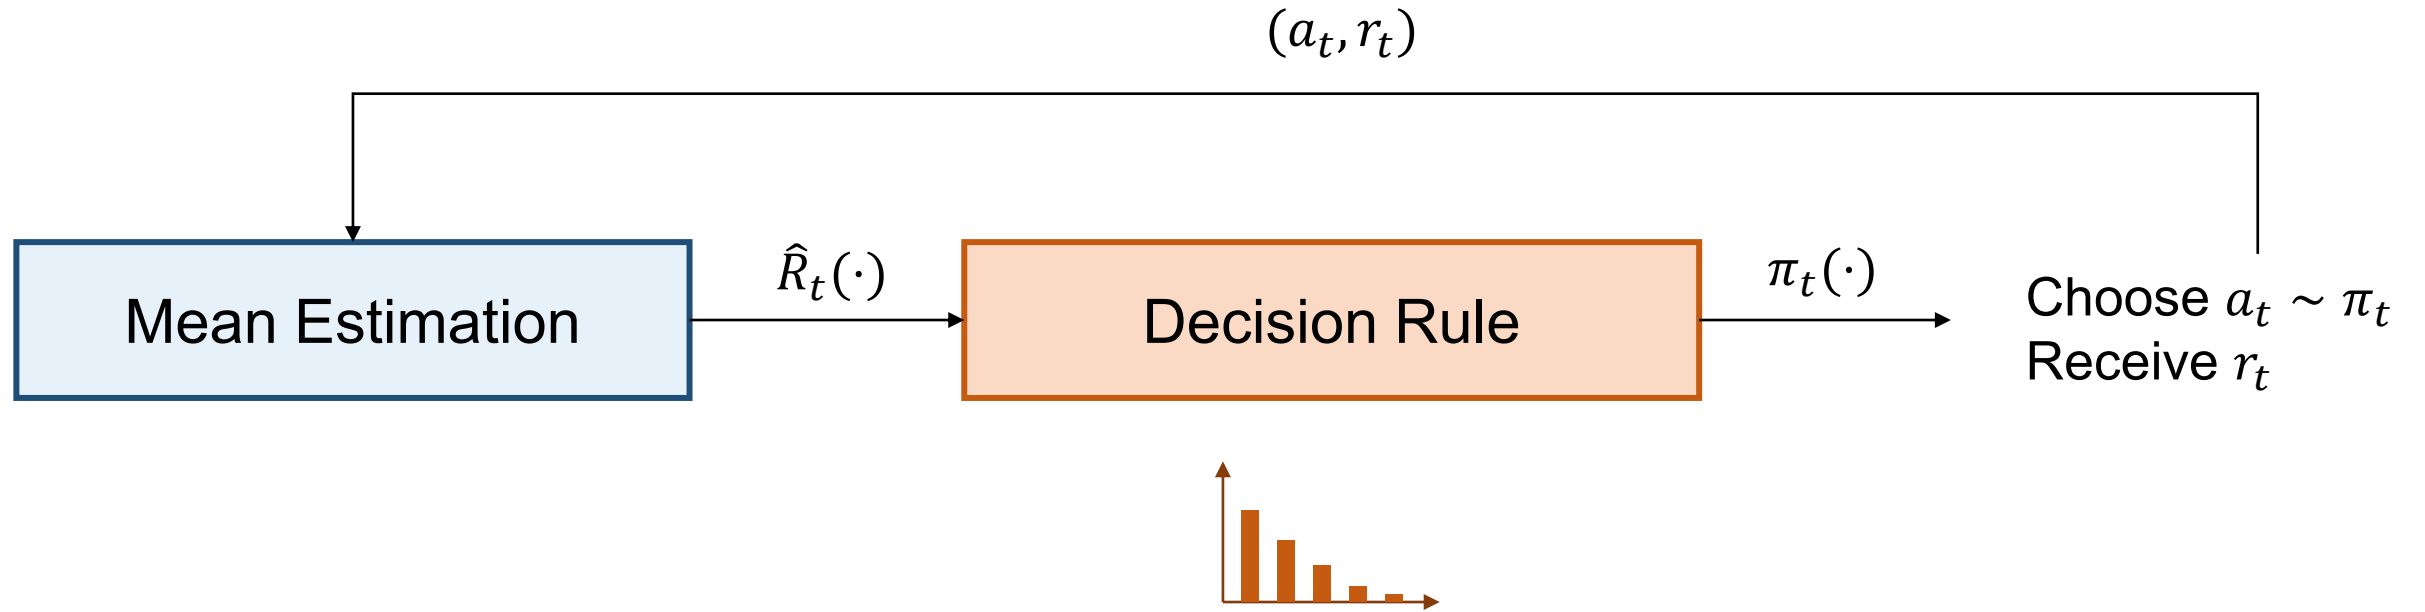 (a_t, r_t)
Mean Estimation
R̂_t(·)
Decision Rule
π_t(·)
Choose a_t ~ π_t
Receive r_t